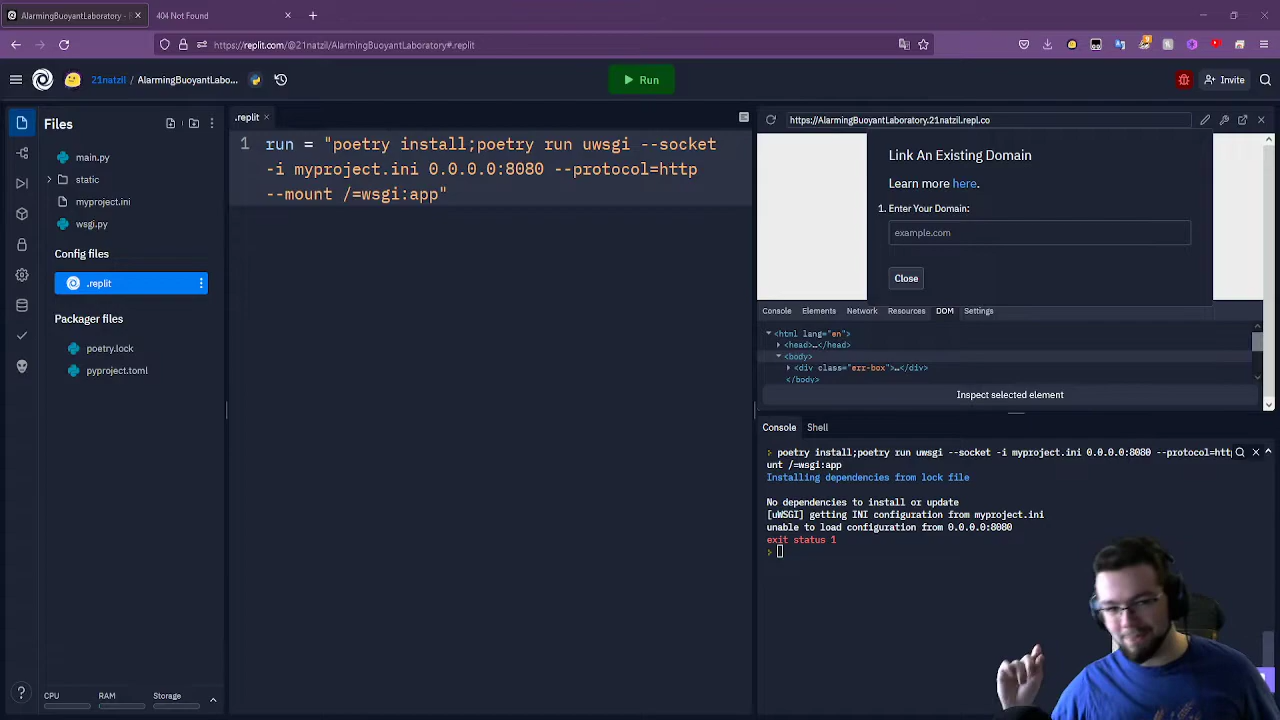 AlarmingBuoyantLaboratory -
404 Not Found
https://replit.com/@21natzil/AlarmingBuoyantLaboratory#.replit
21natzil / AlarmingBuoyantLabo...
Run
Invite
Files
main.py
static
myproject.ini
wsgi.py
Config files
.replit
Packager files
poetry.lock
pyproject.toml
CPU
RAM
Storage
.replit
1 run = "poetry install;poetry run uwsgi --socket
-i myproject.ini 0.0.0.0:8080 --protocol=http
--mount /=wsgi:app"
https://AlarmingBuoyantLaboratory.21natzil.repl.co
Link An Existing Domain
Learn more here.
1. Enter Your Domain:
example.com
Close
Console Elements Network Resources DOM Settings
<html lang="en">
<head>…</head>
<body>
<div class="err-box">…</div>
</body>
Inspect selected element
Console Shell
poetry install;poetry run uwsgi --socket -i myproject.ini 0.0.0.0:8080 --protocol=http
unt /=wsgi:app
Installing dependencies from lock file
No dependencies to install or update
[uWSGI] getting INI configuration from myproject.ini
unable to load configuration from 0.0.0.0:8080
exit status 1